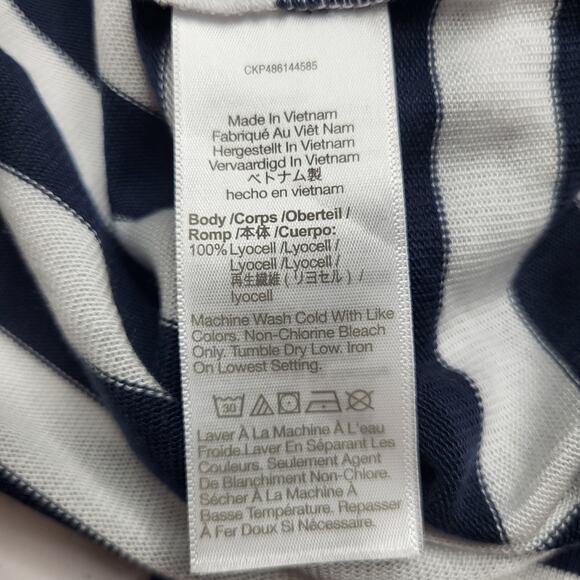 CKP486144585
Made In Vietnam
Fabriqué Au Viêt Nam
Hergestellt In Vietnam
Vervaardigd In Vietnam
ベトナム製
hecho en vietnam
Body /Corps /Oberteil /
Romp /本体 /Cuerpo:
100% Lyocell /Lyocell /
Lyocell /Lyocell /
再生繊維 (リヨセル) /
lyocell
Machine Wash Cold With Like
Colors. Non-Chlorine Bleach
Only. Tumble Dry Low. Iron
On Lowest Setting.
30
Laver À La Machine À L'eau
Froide.Laver En Séparant Les
Couleurs. Seulement Agent
De Blanchiment Non-Chlore.
Sécher À La Machine À
Basse Température. Repasser
À Fer Doux Si Nécessaire.